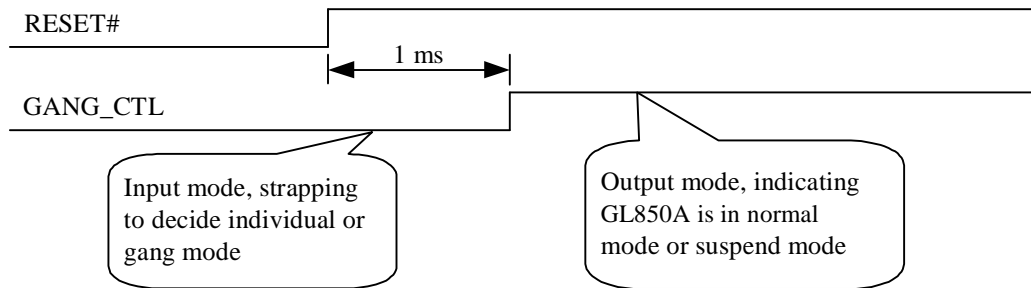 RESET#
1 ms
GANG_CTL
Input mode, strapping
to decide individual or
gang mode
Output mode, indicating
GL850A is in normal
mode or suspend mode